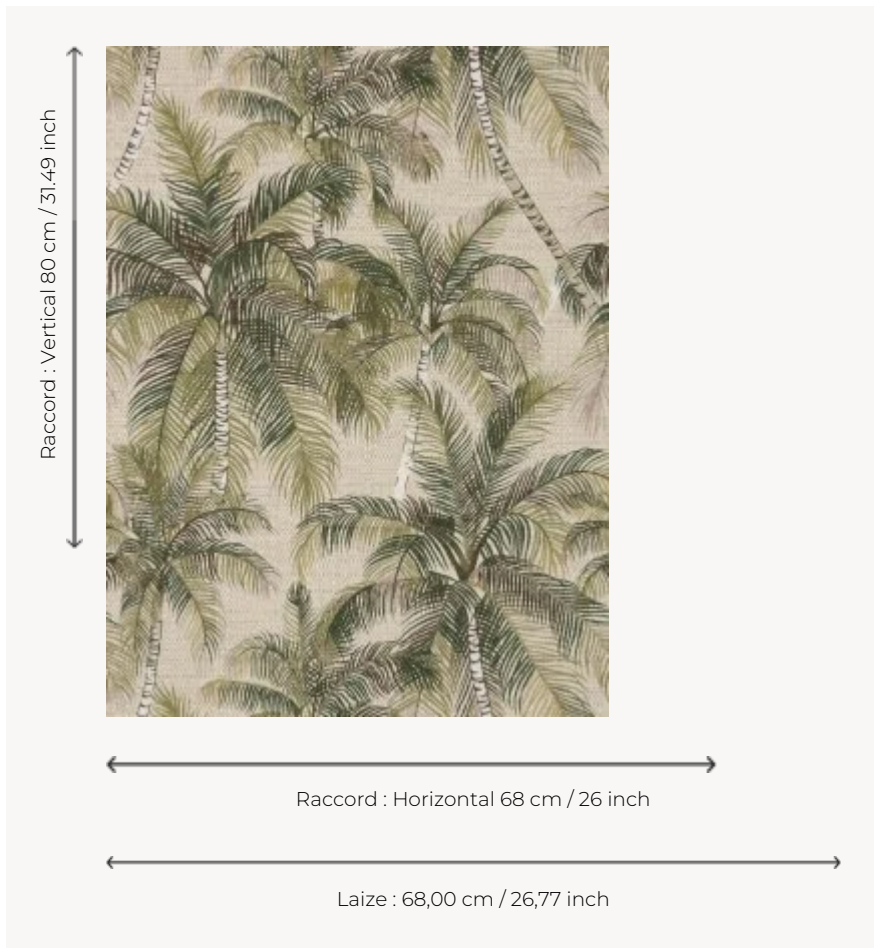 Raccord : Vertical 80 cm / 31.49 inch
Raccord : Horizontal 68 cm / 26 inch
Laize : 68,00 cm / 26,77 inch